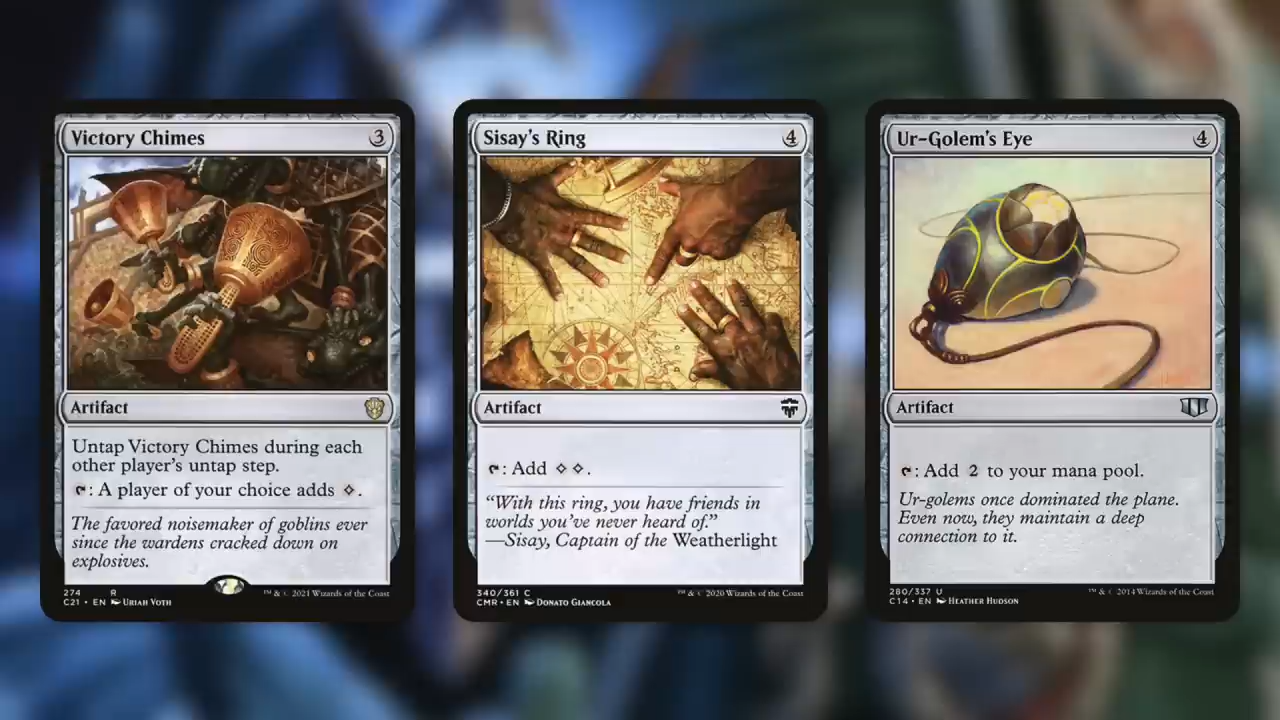 Victory Chimes 3
Artifact
Untap Victory Chimes during each
other player's untap step.
: A player of your choice adds .
The favored noisemaker of goblins ever
since the wardens cracked down on
explosives.
274 R
C21 • EN Uriah Voth
™ & © 2021 Wizards of the Coast
Sisay's Ring 4
Artifact
: Add .
“With this ring, you have friends in
worlds you’ve never heard of.”
—Sisay, Captain of the Weatherlight
340/361 C
CMR • EN Donato Giancola
™ & © 2020 Wizards of the Coast
Ur-Golem's Eye 4
Artifact
: Add 2 to your mana pool.
Ur-golems once dominated the plane.
Even now, they maintain a deep
connection to it.
280/337 U
C14 • EN Heather Hudson
™ & © 2014 Wizards of the Coast